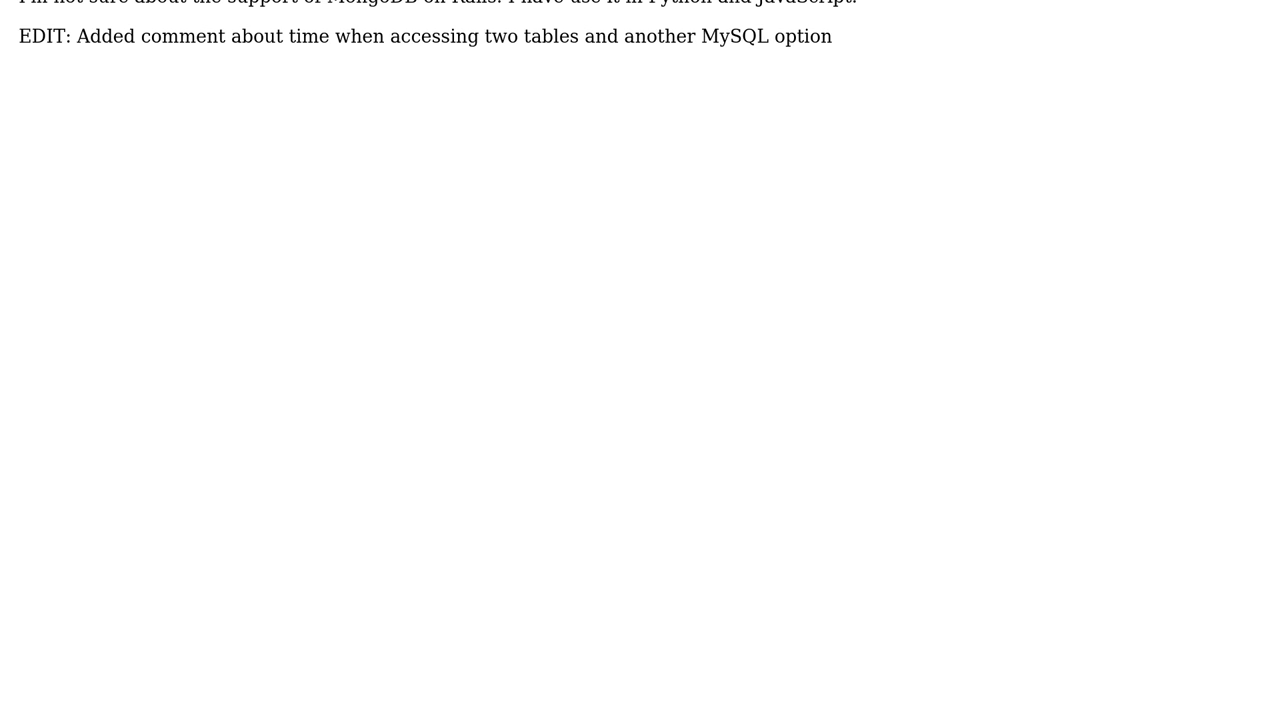 I'm not sure about the support of MongoDB on Rails. I have use it in Python and JavaScript.
EDIT: Added comment about time when accessing two tables and another MySQL option